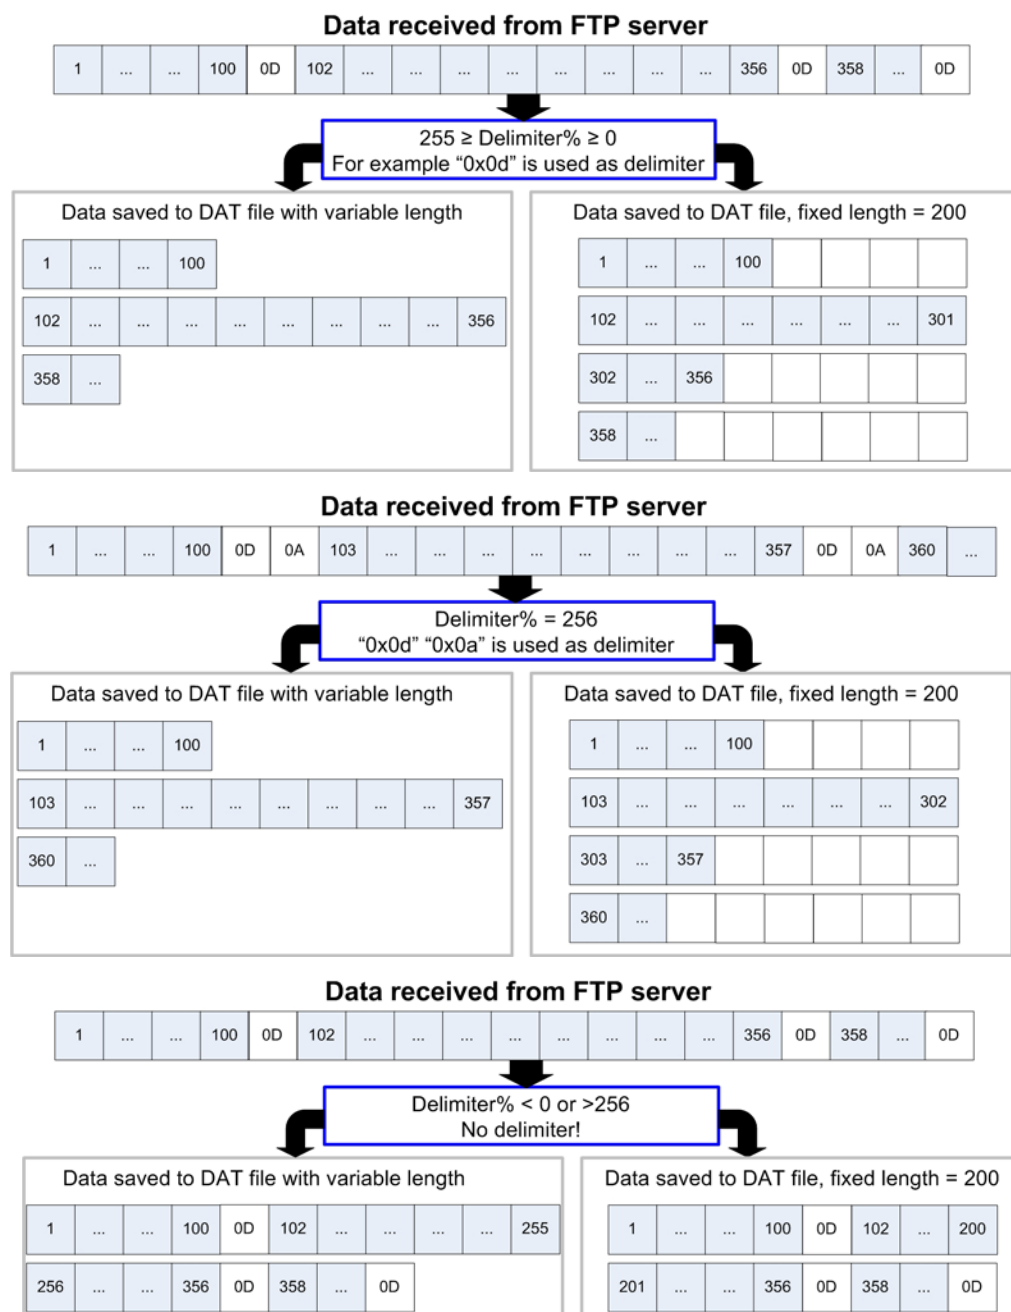 Data received from FTP server
1 ... ... 100 0D 102 ... ... ... ... ... ... ... ... 356 0D 358 ... 0D
255 ≥ Delimiter% ≥ 0
For example “0x0d” is used as delimiter
Data saved to DAT file with variable length
1 ... ... 100
102 ... ... ... ... ... ... ... ... 356
358 ...
Data saved to DAT file, fixed length = 200
1 ... ... 100
102 ... ... ... ... ... ... 301
302 ... 356
358 ...
Data received from FTP server
1 ... ... 100 0D 0A 103 ... ... ... ... ... ... ... ... 357 0D 0A 360 ...
Delimiter% = 256
“0x0d” “0x0a” is used as delimiter
Data saved to DAT file with variable length
1 ... ... 100
103 ... ... ... ... ... ... ... ... 357
360 ...
Data saved to DAT file, fixed length = 200
1 ... ... 100
103 ... ... ... ... ... ... 302
303 ... 357
360 ...
Data received from FTP server
1 ... ... 100 0D 102 ... ... ... ... ... ... ... ... 356 0D 358 ... 0D
Delimiter% < 0 or >256
No delimiter!
Data saved to DAT file with variable length
1 ... ... 100 0D 102 ... ... ... ... 255
256 ... ... 356 0D 358 ... 0D
Data saved to DAT file, fixed length = 200
1 ... ... 100 0D 102 ... 200
201 ... ... 356 0D 358 ... 0D